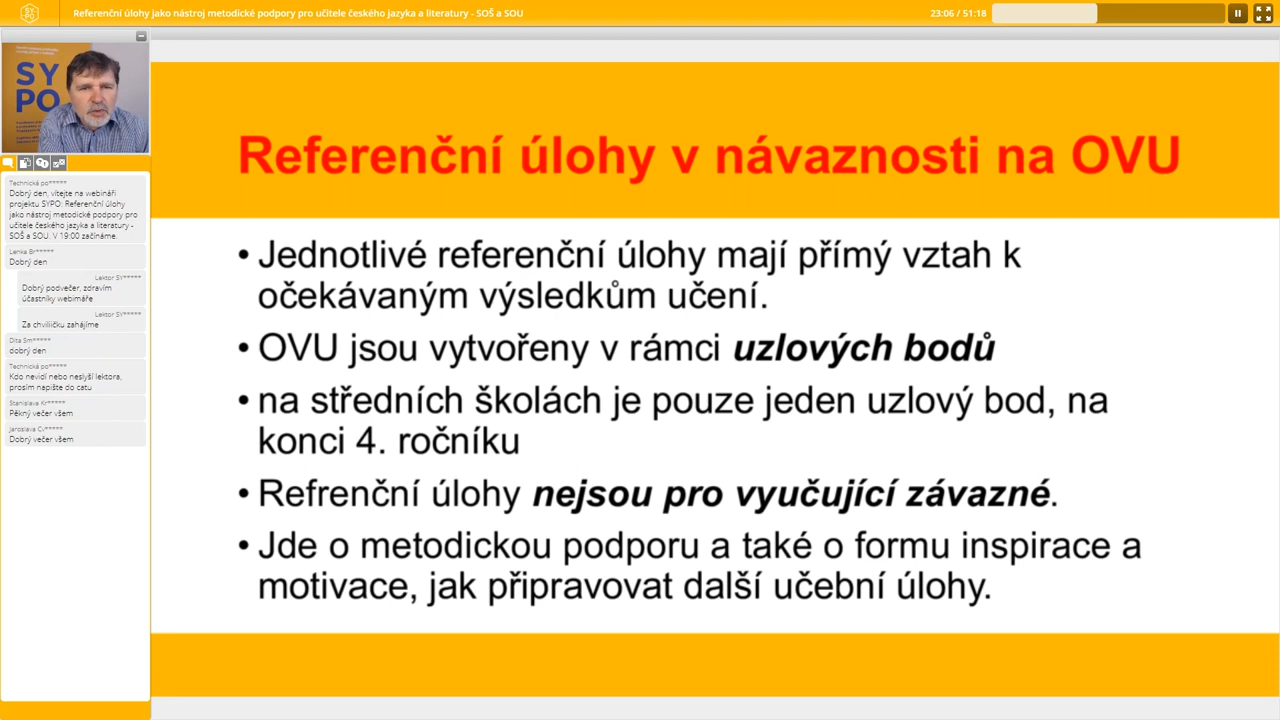 Referenční úlohy jako nástroj metodické podpory pro učitele českého jazyka a literatury - SOŠ a SOU
23:06 / 51:18
SY
PO
Technická po*****
Dobrý den, vítejte na webináři
projektu SYPO: Referenční úlohy
jako nástroj metodické podpory pro
učitele českého jazyka a literatury -
SOŠ a SOU. V 19:00 začínáme.
Lenka Br*****
Dobrý den
Lektor SY*****
Dobrý podvečer, zdravím
účastníky webimáře
Lektor SY*****
Za chviličku zahájíme
Dita Sm*****
dobrý den
Technická po*****
Kdo nevidí nebo neslyší lektora,
prosím napište do catu
Stanislava Kr*****
Pěkný večer všem
Jaroslava Cv*****
Dobrý večer všem
Referenční úlohy v návaznosti na OVU
• Jednotlivé referenční úlohy mají přímý vztah k
očekávaným výsledkům učení.
• OVU jsou vytvořeny v rámci uzlových bodů
• na středních školách je pouze jeden uzlový bod, na
konci 4. ročníku
• Refrenční úlohy nejsou pro vyučující závazné.
• Jde o metodickou podporu a také o formu inspirace a
motivace, jak připravovat další učební úlohy.